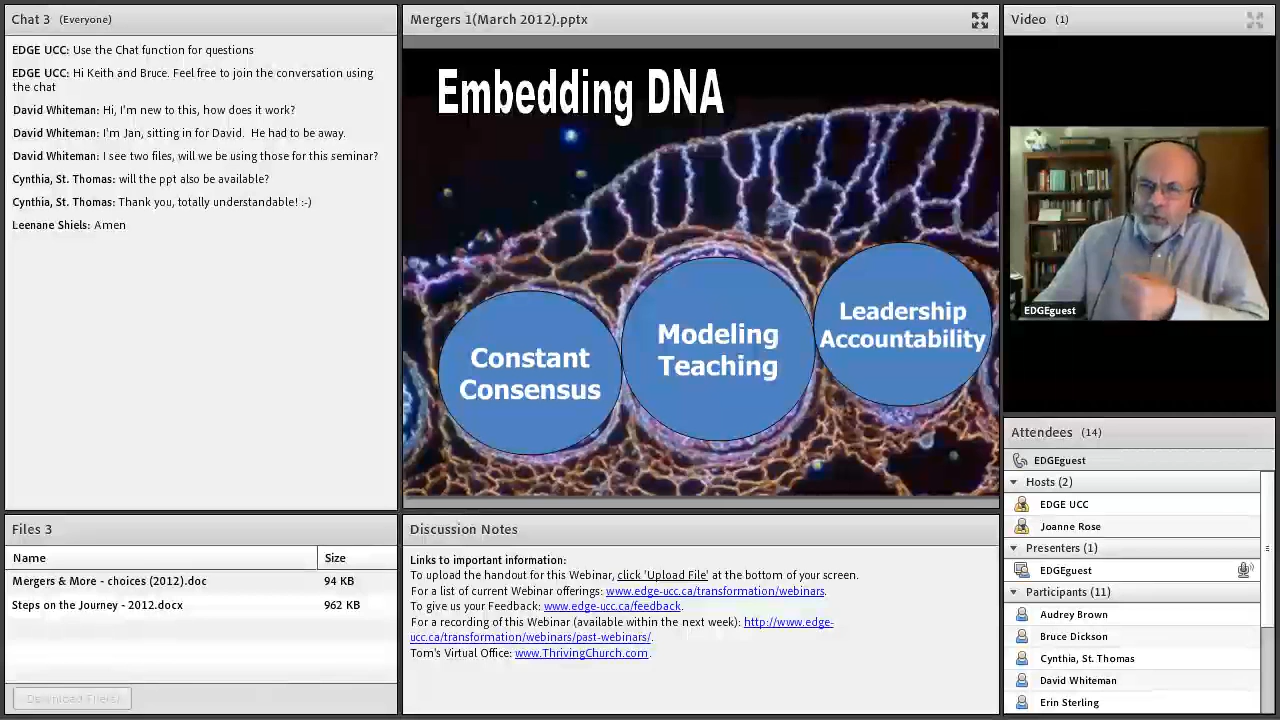 Chat 3 (Everyone)
EDGE UCC: Use the Chat function for questions
EDGE UCC: Hi Keith and Bruce. Feel free to join the conversation using
the chat
David Whiteman: Hi, I'm new to this, how does it work?
David Whiteman: I'm Jan, sitting in for David. He had to be away.
David Whiteman: I see two files, will we be using those for this seminar?
Cynthia, St. Thomas: will the ppt also be available?
Cynthia, St. Thomas: Thank you, totally understandable! :-)
Leenane Shiels: Amen
Files 3
Name Size
Mergers & More - choices (2012).doc 94 KB
Steps on the Journey - 2012.docx 962 KB
Download File(s)
Mergers 1(March 2012).pptx
Embedding DNA
Constant
Consensus
Modeling
Teaching
Leadership
Accountability
Discussion Notes
Links to important information:
To upload the handout for this Webinar, click 'Upload File' at the bottom of your screen.
For a list of current Webinar offerings: www.edge-ucc.ca/transformation/webinars.
To give us your Feedback: www.edge-ucc.ca/feedback.
For a recording of this Webinar (available within the next week): http://www.edge-
ucc.ca/transformation/webinars/past-webinars/.
Tom's Virtual Office: www.ThrivingChurch.com.
Video (1)
EDGEguest
Attendees (14)
EDGEguest
Hosts (2)
EDGE UCC
Joanne Rose
Presenters (1)
EDGEguest
Participants (11)
Audrey Brown
Bruce Dickson
Cynthia, St. Thomas
David Whiteman
Erin Sterling